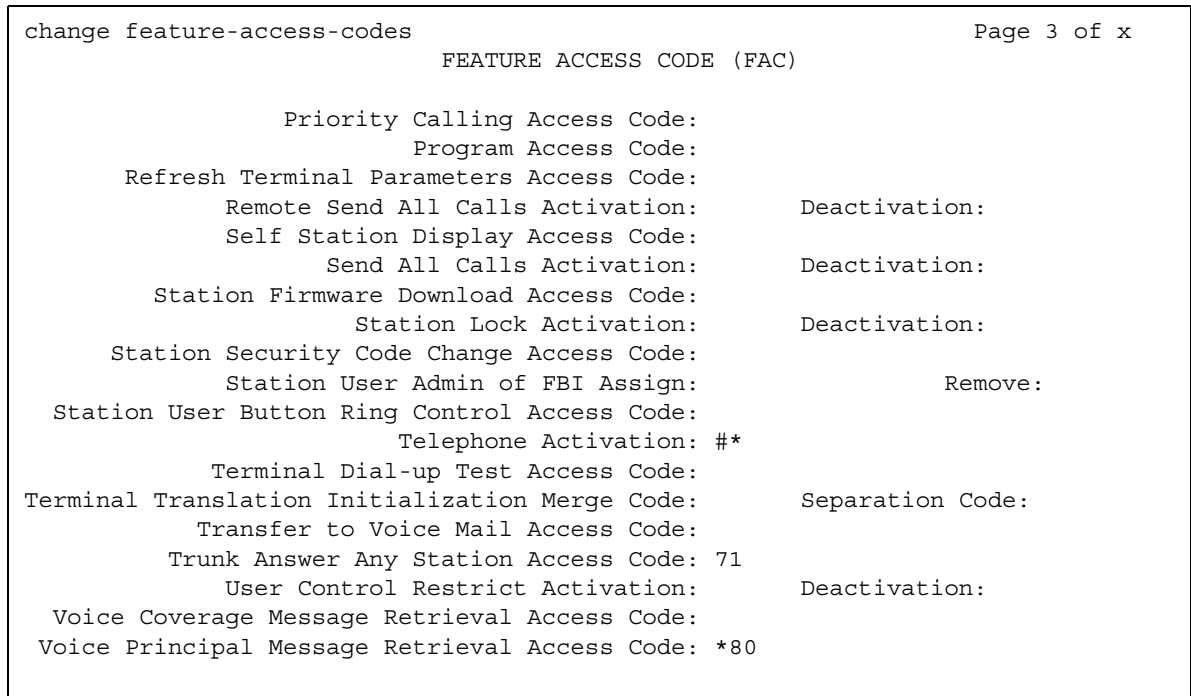 change feature-access-codes Page 3 of x
FEATURE ACCESS CODE (FAC)
Priority Calling Access Code:
Program Access Code:
Refresh Terminal Parameters Access Code:
Remote Send All Calls Activation: Deactivation:
Self Station Display Access Code:
Send All Calls Activation: Deactivation:
Station Firmware Download Access Code:
Station Lock Activation: Deactivation:
Station Security Code Change Access Code:
Station User Admin of FBI Assign: Remove:
Station User Button Ring Control Access Code:
Telephone Activation: #*
Terminal Dial-up Test Access Code:
Terminal Translation Initialization Merge Code: Separation Code:
Transfer to Voice Mail Access Code:
Trunk Answer Any Station Access Code: 71
User Control Restrict Activation: Deactivation:
Voice Coverage Message Retrieval Access Code:
Voice Principal Message Retrieval Access Code: *80